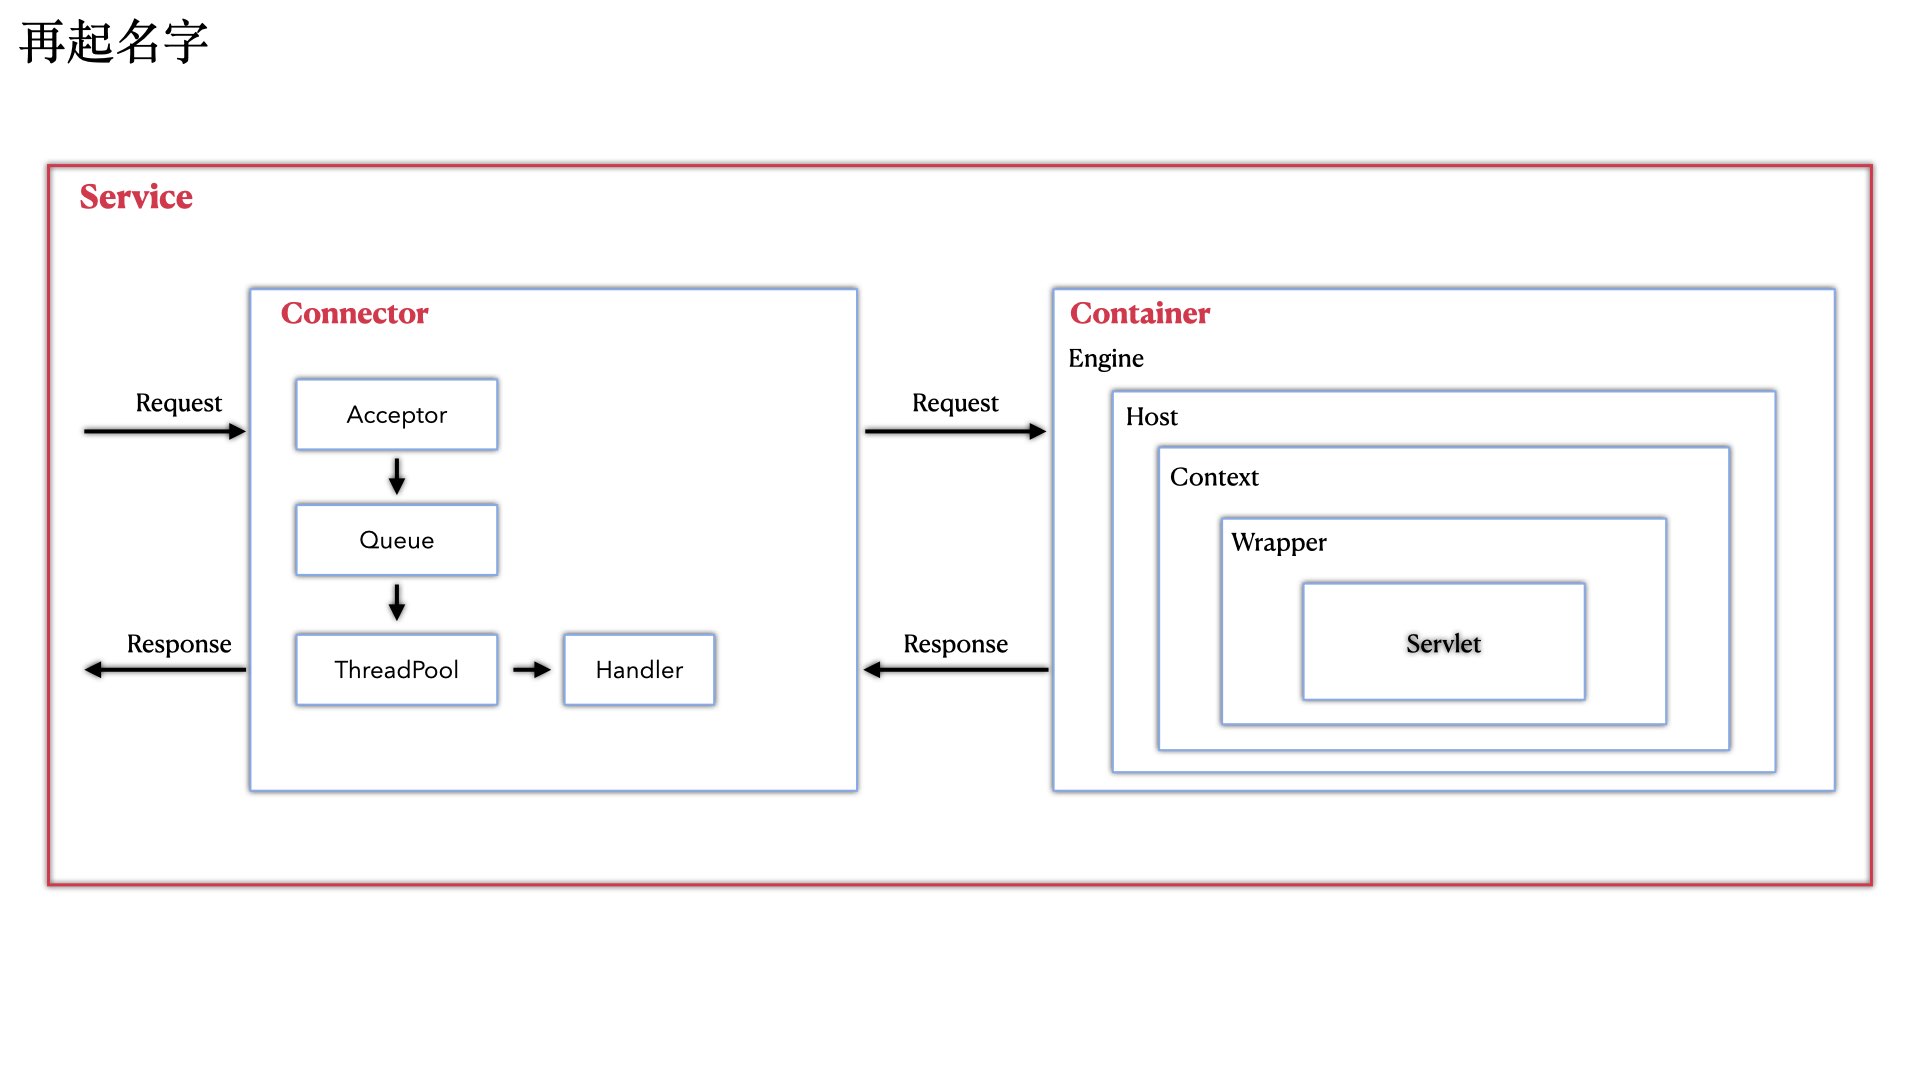 再起名字
Service
Connector
Request
Acceptor
Queue
Response
ThreadPool
Handler
Request
Response
Container
Engine
Host
Context
Wrapper
Servlet